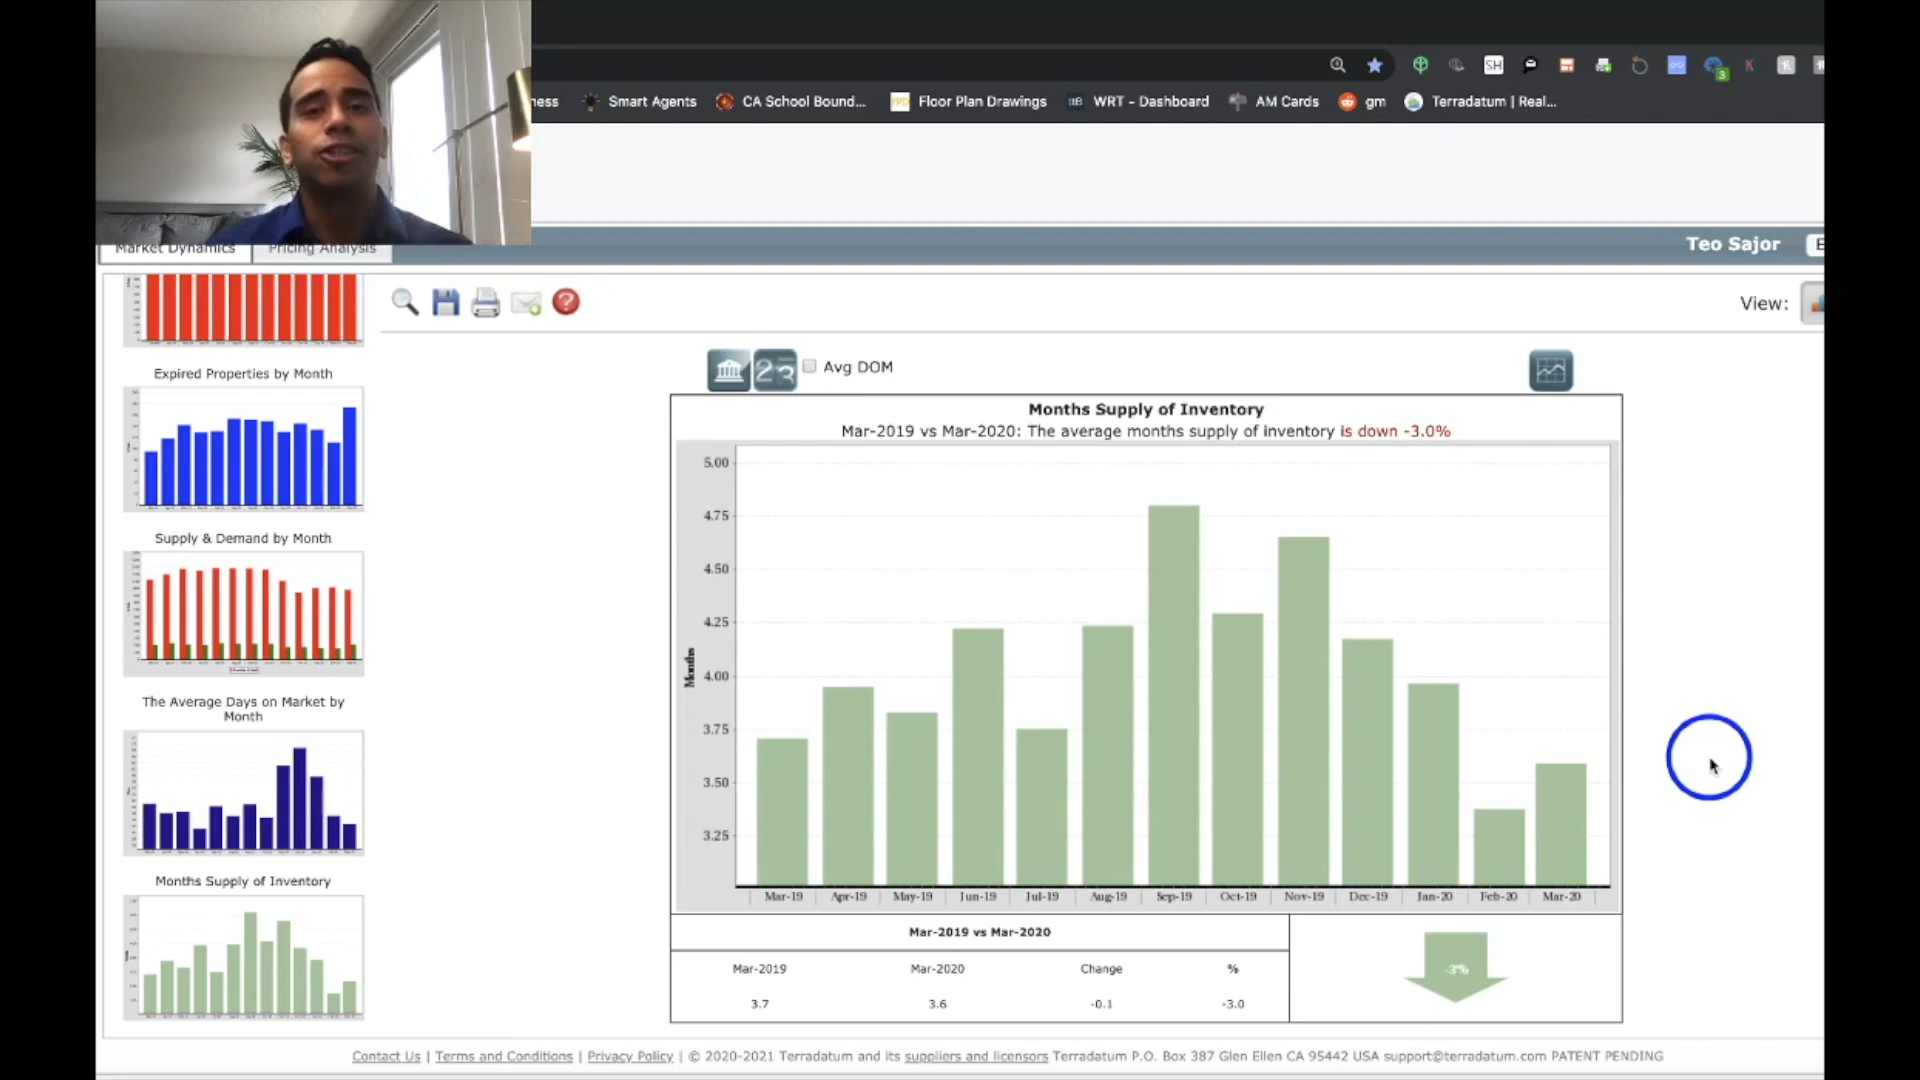 SH
3
K
ness
Smart Agents
CA School Bound...
FPD
Floor Plan Drawings
WRT - Dashboard
AM Cards
gm
Terradatum | Real...
Market Dynamics
Pricing Analysis
Teo Sajor
E
View:
Avg DOM
Expired Properties by Month
Supply & Demand by Month
The Average Days on Market by
Month
Months Supply of Inventory
Months Supply of Inventory
Mar-2019 vs Mar-2020: The average months supply of inventory is down -3.0%
5.00
4.75
4.50
4.25
4.00
3.75
3.50
3.25
Months
Mar-19
Apr-19
May-19
Jun-19
Jul-19
Aug-19
Sep-19
Oct-19
Nov-19
Dec-19
Jan-20
Feb-20
Mar-20
Mar-2019 vs Mar-2020
Mar-2019 Mar-2020 Change %
3.7 3.6 -0.1 -3.0
-3%
Contact Us | Terms and Conditions | Privacy Policy | © 2020-2021 Terradatum and its suppliers and licensors Terradatum P.O. Box 387 Glen Ellen CA 95442 USA support@terradatum.com PATENT PENDING